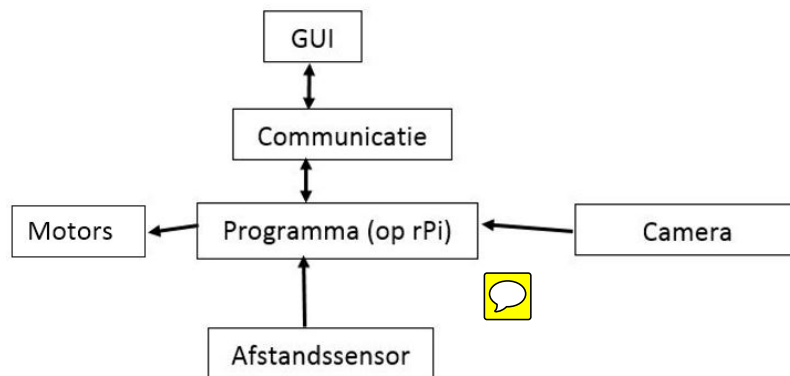 GUI
Communicatie
Motors
Programma (op rPi)
Camera
Afstandssensor